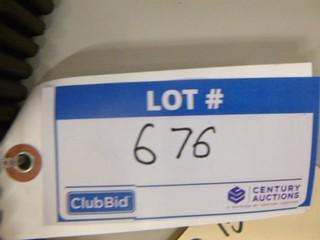 LOT #
676
ClubBid
CENTURY
AUCTIONS